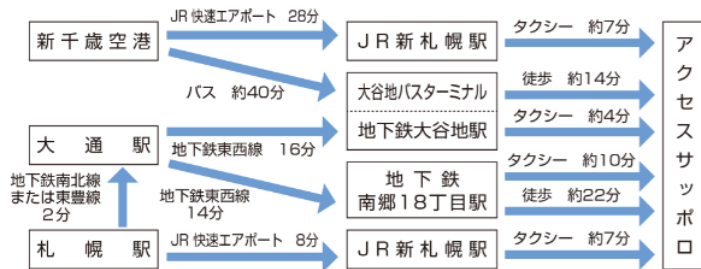 JR 快速エアポート 28分
新千歳空港
JR新札幌駅
タクシー 約7分
バス 約40分
大谷地バスターミナル
徒歩 約14分
大通駅
地下鉄東西線 16分
地下鉄大谷地駅
タクシー 約4分
地下鉄南北線
または東豊線
2分
地下鉄東西線
14分
地下鉄
南郷18丁目駅
タクシー 約10分
徒歩 約22分
札幌駅
JR 快速エアポート 8分
JR新札幌駅
タクシー 約7分
アクセスサッポロ